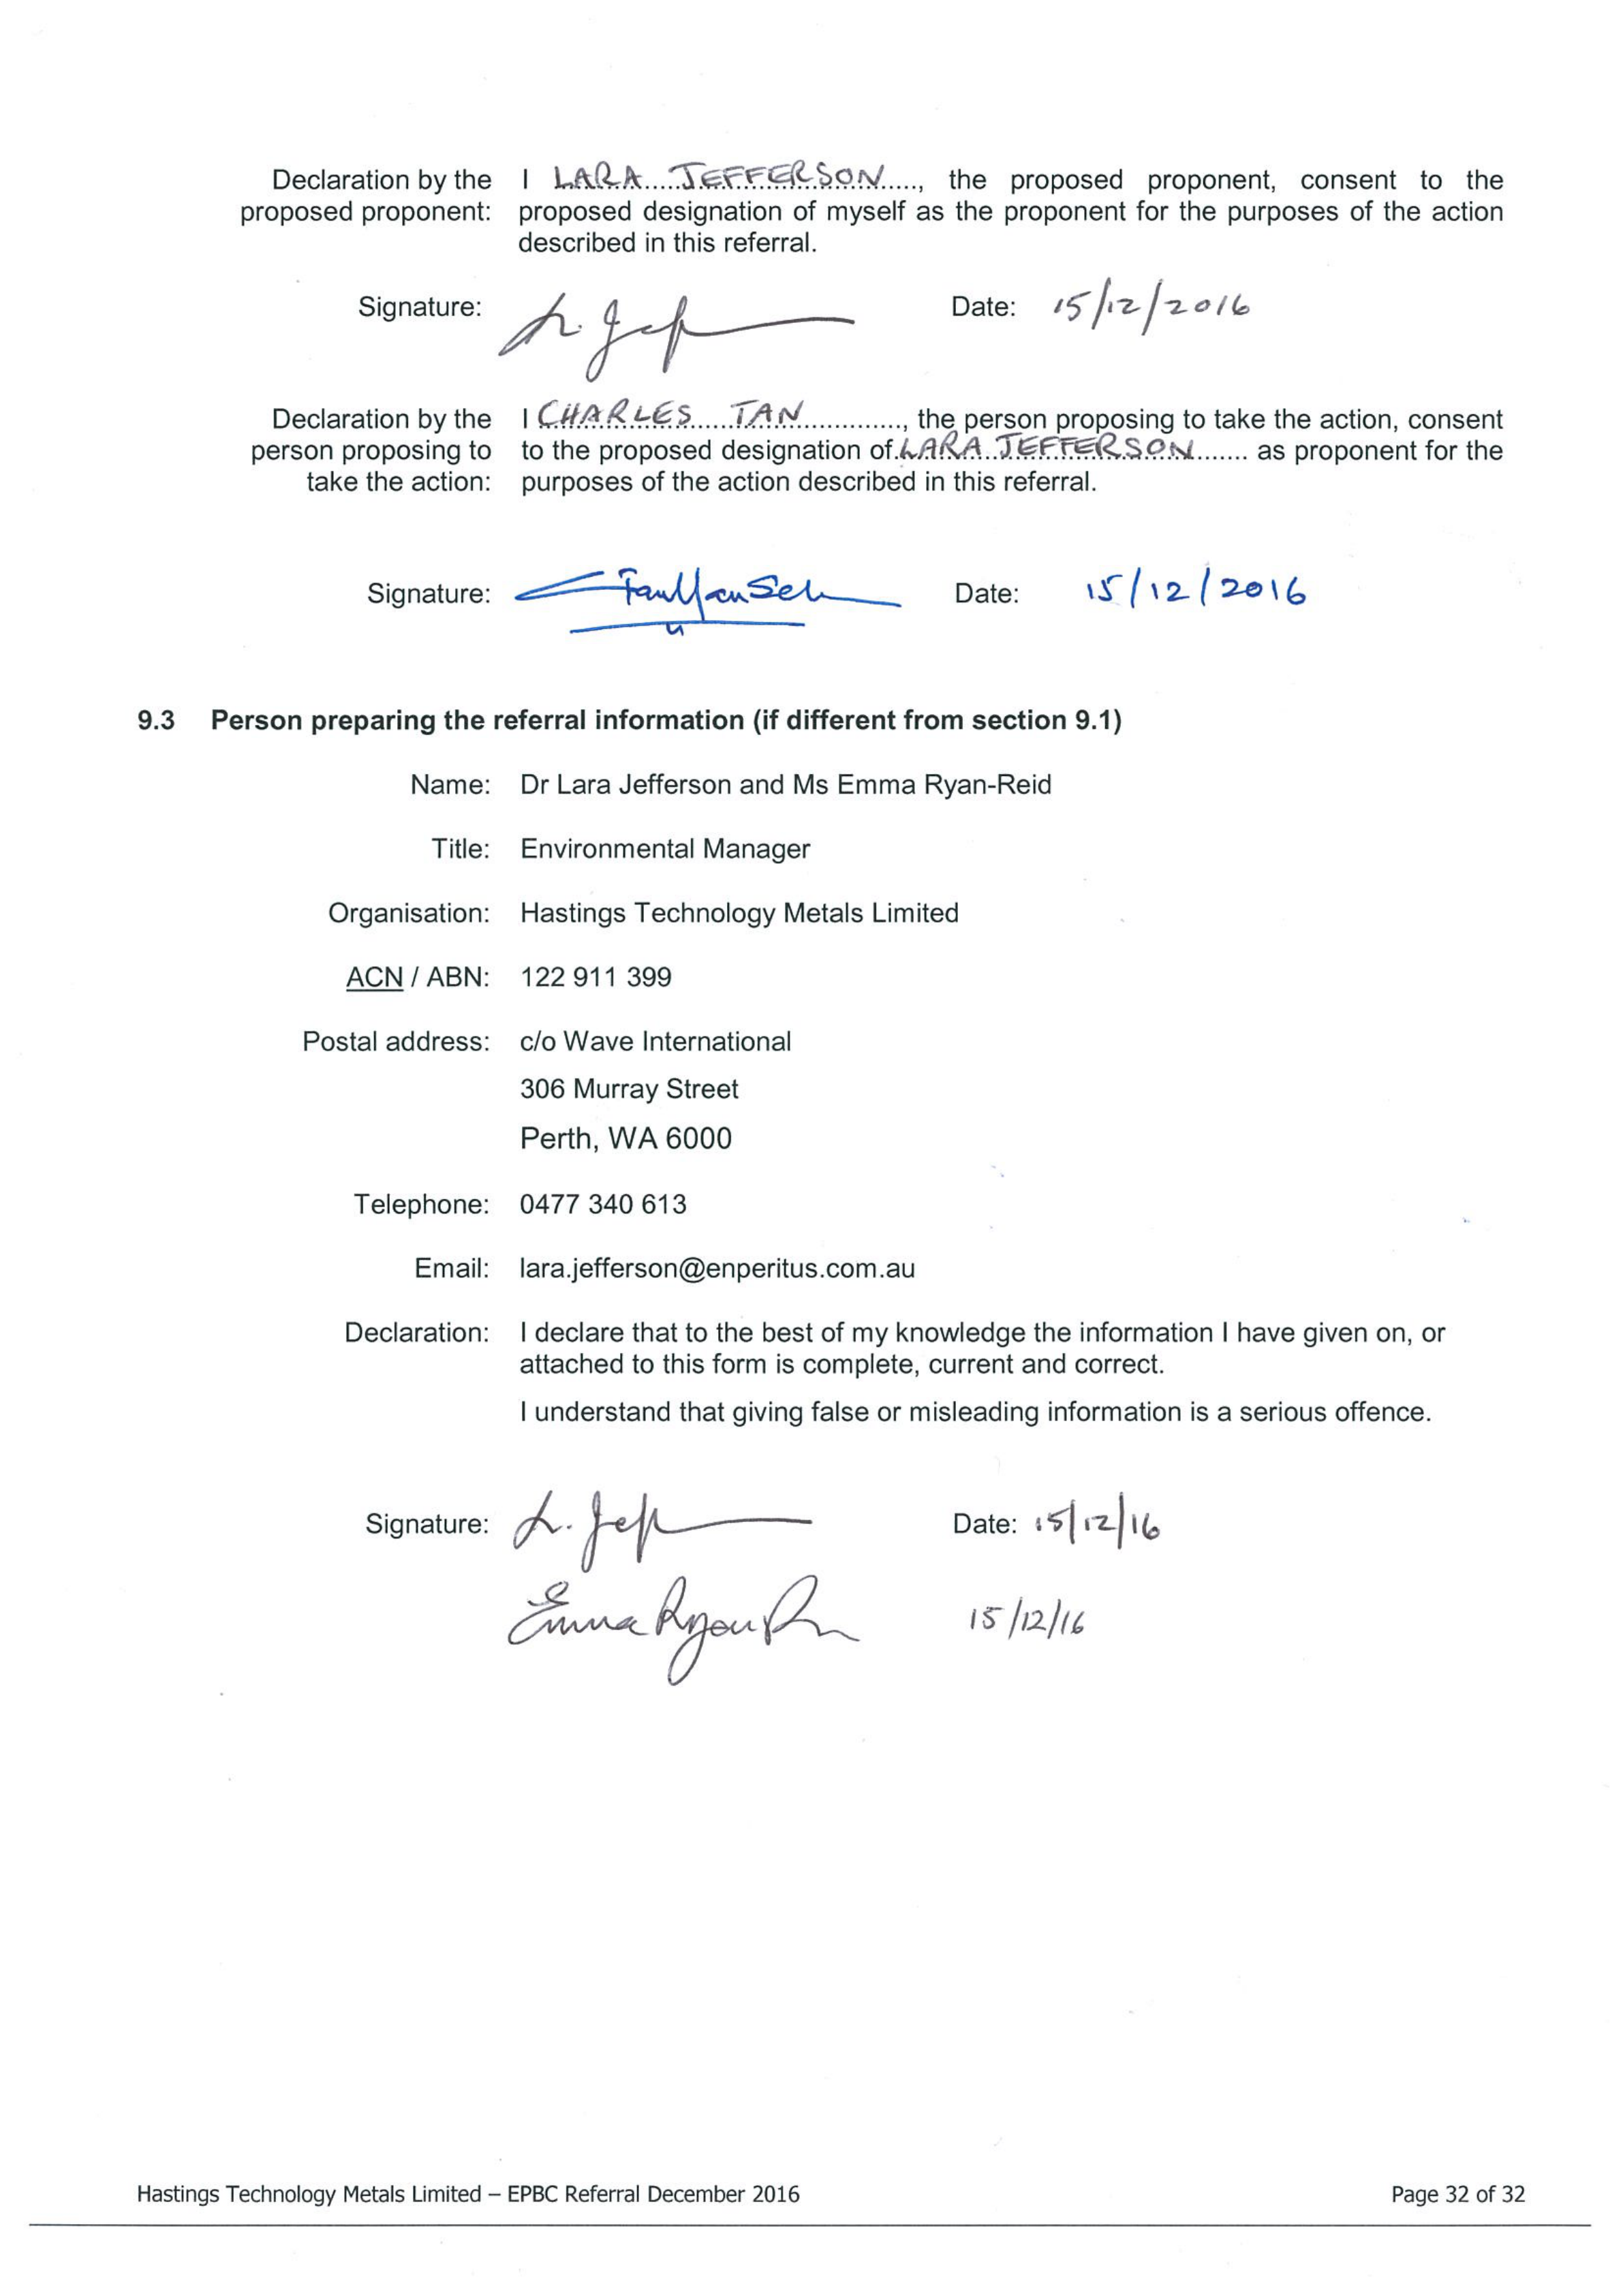 Declaration by the I LARA JEFFERSON, the proposed proponent, consent to the
proposed proponent: proposed designation of myself as the proponent for the purposes of the action
described in this referral.
Signature: Date: 15/12/2016
Declaration by the I CHARLES TAN, the person proposing to take the action, consent
person proposing to to the proposed designation of LARA JEFFERSON as proponent for the
take the action: purposes of the action described in this referral.
Signature: Date: 15/12/2016
9.3 Person preparing the referral information (if different from section 9.1)
Name: Dr Lara Jefferson and Ms Emma Ryan-Reid
Title: Environmental Manager
Organisation: Hastings Technology Metals Limited
ACN / ABN: 122 911 399
Postal address: c/o Wave International
306 Murray Street
Perth, WA 6000
Telephone: 0477 340 613
Email: lara.jefferson@enperitus.com.au
Declaration: I declare that to the best of my knowledge the information I have given on, or
attached to this form is complete, current and correct.
I understand that giving false or misleading information is a serious offence.
Signature: Date: 15/12/16
Emma 15/12/16
Hastings Technology Metals Limited – EPBC Referral December 2016 Page 32 of 32